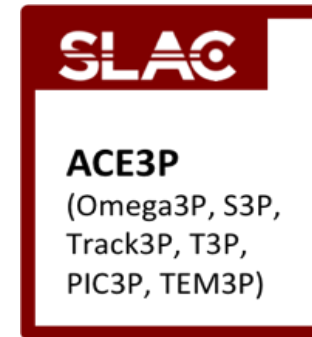 SLAC
ACE3P
(Omega3P, S3P,
Track3P, T3P,
PIC3P, TEM3P)